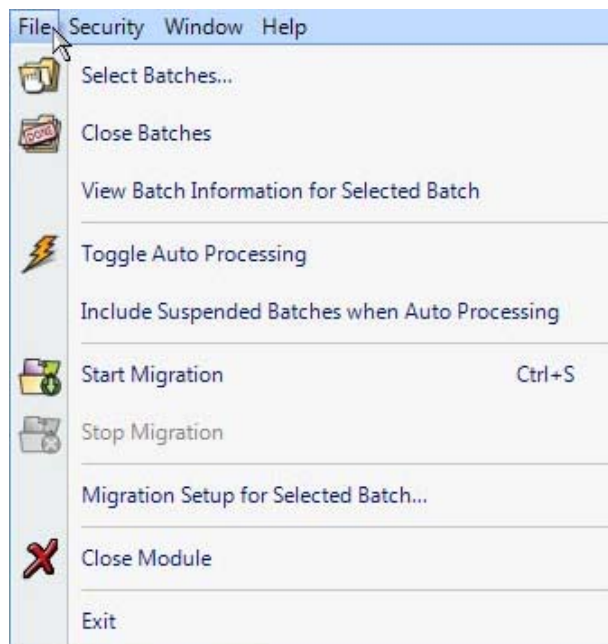 File Security Window Help
Select Batches...
DONE
Close Batches
View Batch Information for Selected Batch
Toggle Auto Processing
Include Suspended Batches when Auto Processing
Start Migration Ctrl+S
Stop Migration
Migration Setup for Selected Batch...
Close Module
Exit